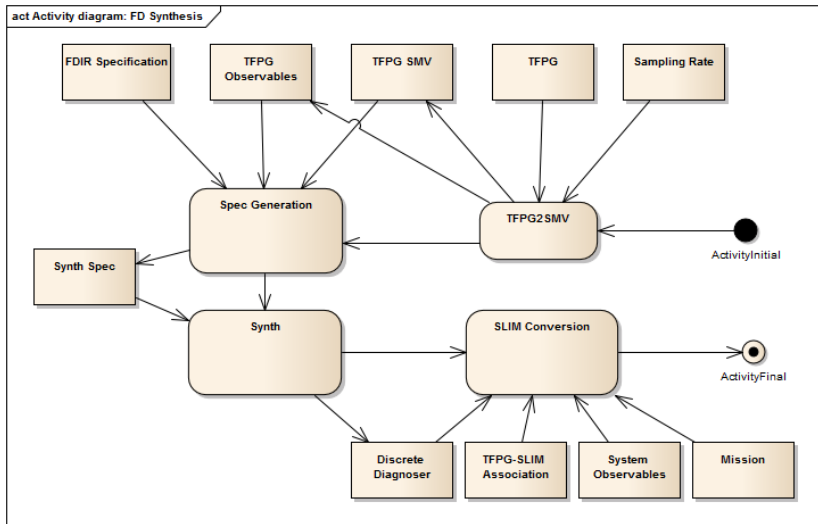 act Activity diagram: FD Synthesis
FDIR Specification
TFPG
Observables
TFPG SMV
TFPG
Sampling Rate
Spec Generation
TFPG2SMV
ActivityInitial
Synth Spec
Synth
SLIM Conversion
ActivityFinal
Discrete
Diagnoser
TFPG-SLIM
Association
System
Observables
Mission